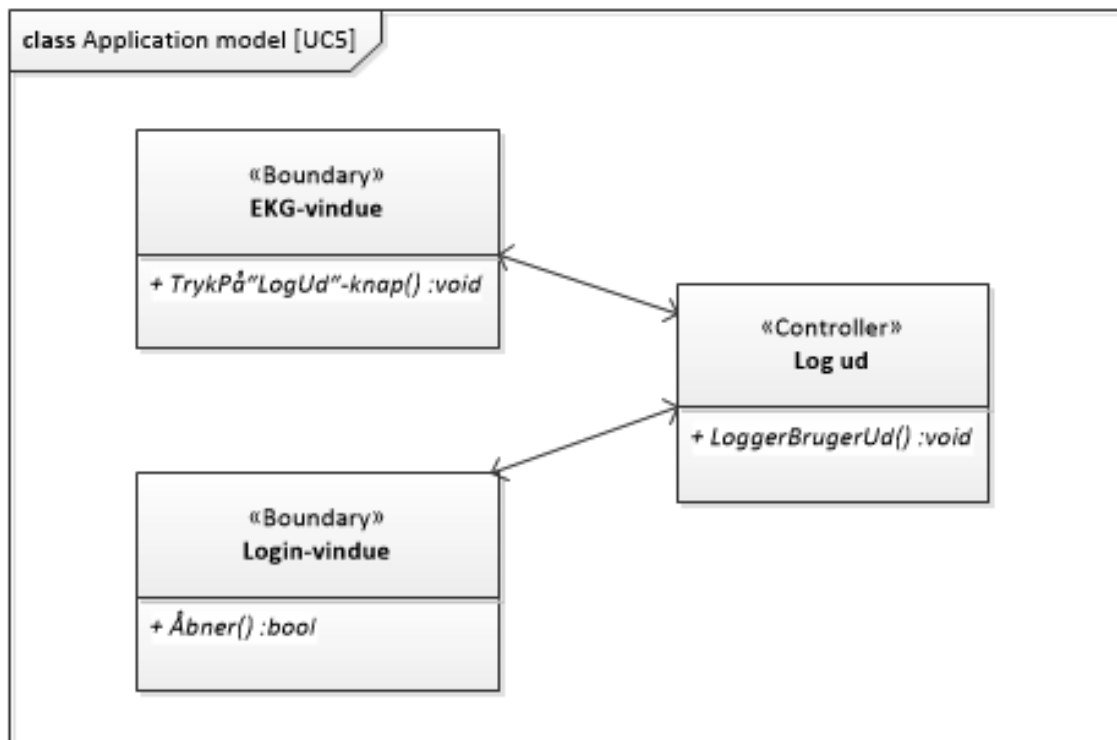 class Application model [UC5]
«Boundary»
EKG-vindue
+ TrykPå"LogUd"-knap() :void
«Controller»
Log ud
+ LoggerBrugerUd() :void
«Boundary»
Login-vindue
+ Åbner() :bool